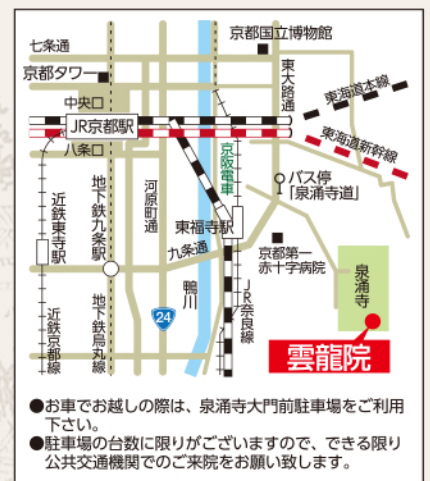 京都国立博物館
七条通
京都タワー
東大路通
東海道本線
中央口
JR京都駅
東海道新幹線
八条口
京阪電車
バス停
「泉涌寺道」
近鉄東寺駅
地下鉄九条駅
河原町通
東福寺駅
九条通
京都第一
赤十字病院
泉涌寺
鴨川
JR奈良線
24
近鉄京都線
地下鉄烏丸線
雲龍院
●お車でお越しの際は、泉涌寺大門前駐車場をご利用
下さい。
●駐車場の台数に限りがございますので、できる限り
公共交通機関でのご来院をお願い致します。